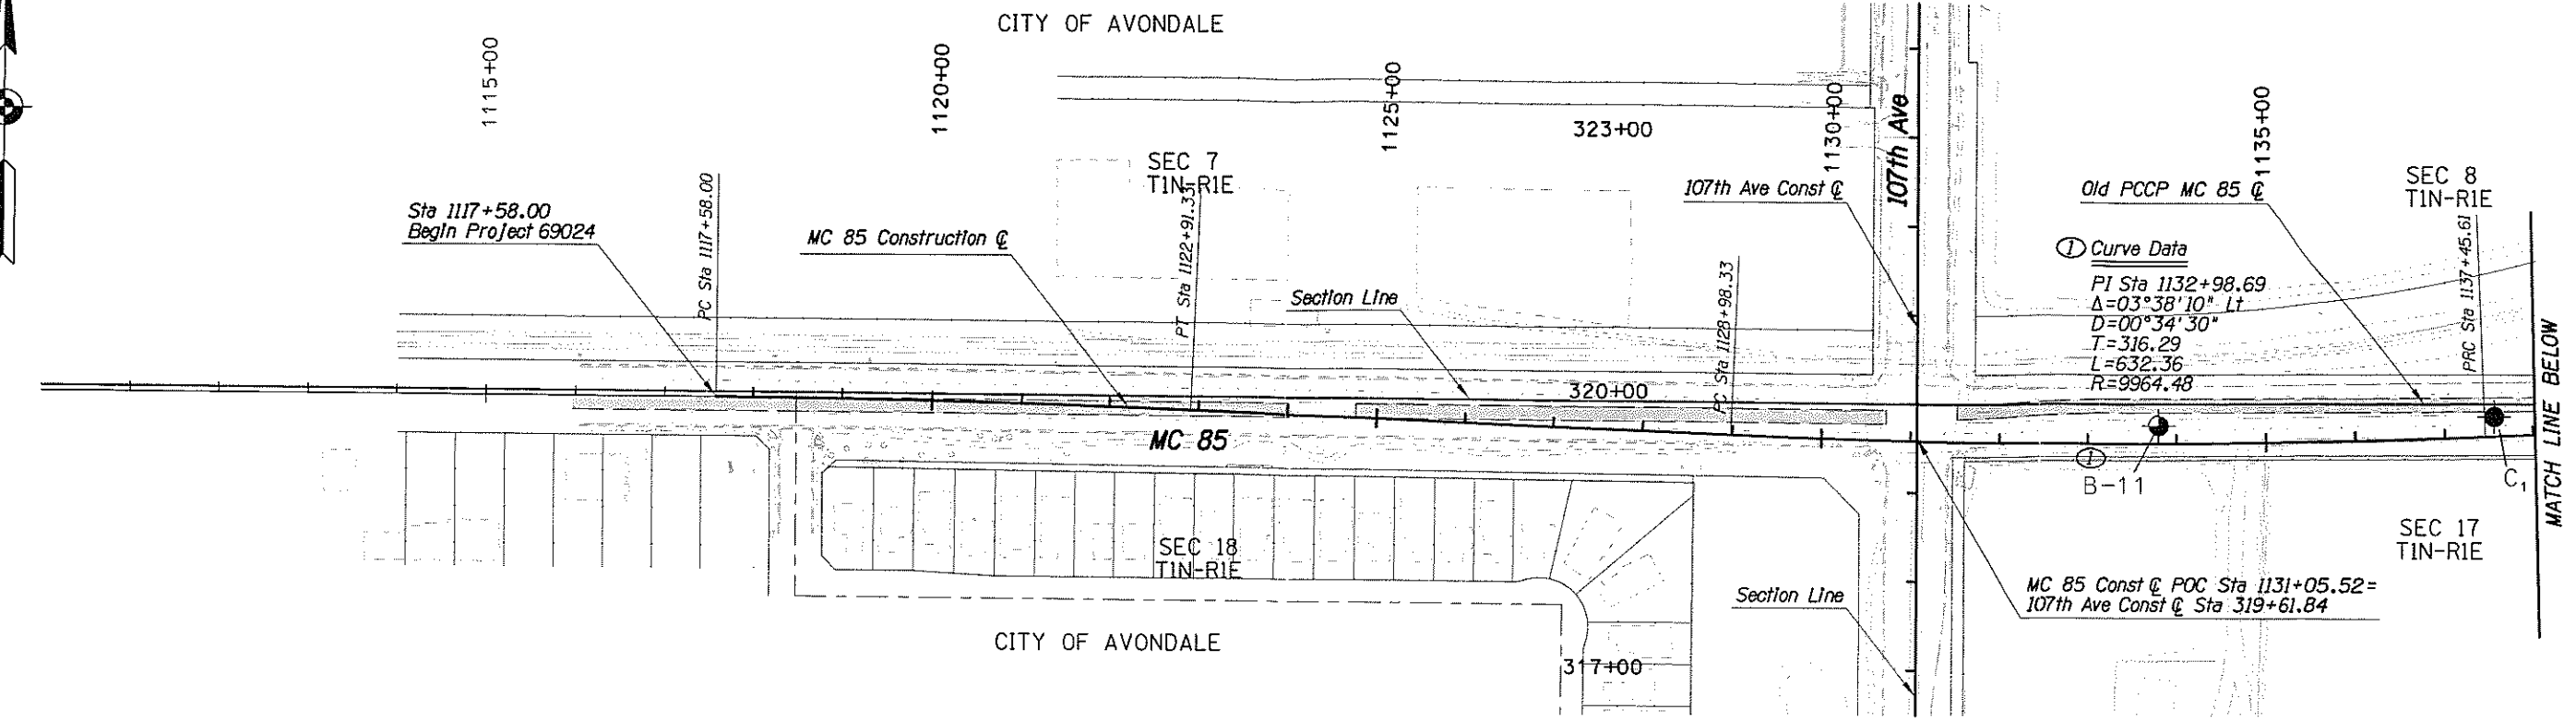 CITY OF AVONDALE
1115+00
1120+00
1125+00
1130+00
1135+00
323+00
107th Ave
SEC 7
T1N-R1E
SEC 8
T1N-R1E
107th Ave Const ℄
Old PCCP MC 85 ℄
Sta 1117+58.00
Begin Project 69024
PC Sta 1117+58.00
MC 85 Construction ℄
PT Sta 1122+91.33
Section Line
PC Sta 1128+98.33
① Curve Data
PI Sta 1132+98.69
Δ=03°38'10" Lt
D=00°34'30"
T=316.29
L=632.36
R=9964.48
PRC Sta 1137+45.61
MATCH LINE BELOW
320+00
MC 85
①
B-11
C₁
SEC 18
T1N-R1E
SEC 17
T1N-R1E
Section Line
MC 85 Const ℄ POC Sta 1131+05.52=
107th Ave Const ℄ Sta 319+61.84
CITY OF AVONDALE
317+00